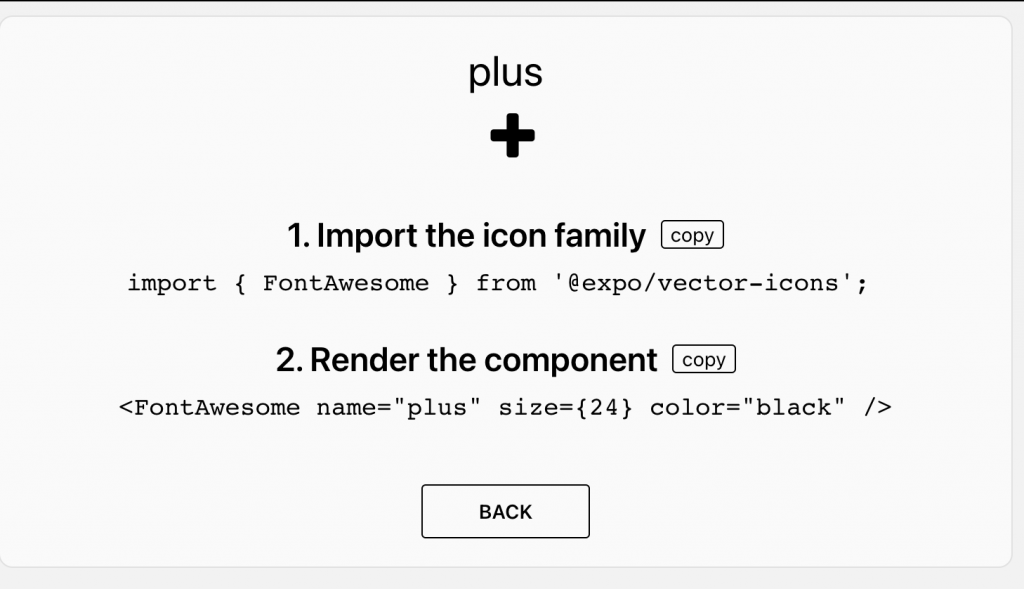 plus
1. Import the icon family copy
import { FontAwesome } from '@expo/vector-icons';
2. Render the component copy
<FontAwesome name="plus" size={24} color="black" />
BACK